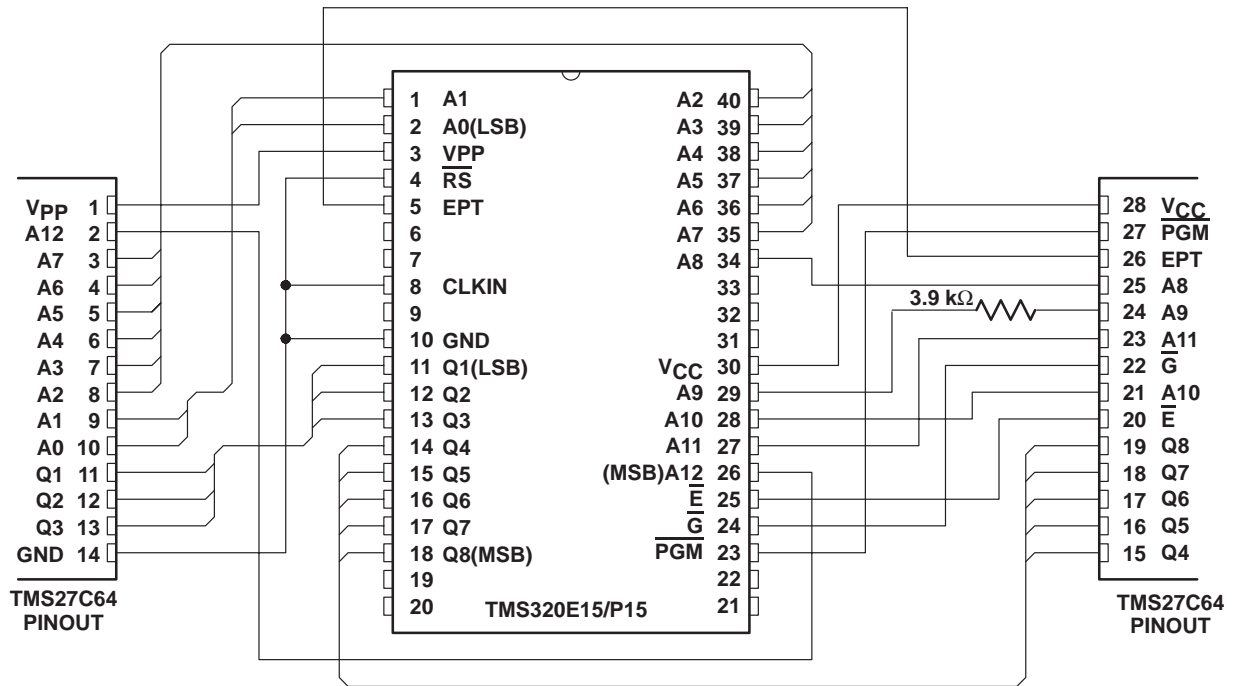 VPP 1
A12 2
A7 3
A6 4
A5 5
A4 6
A3 7
A2 8
A1 9
A0 10
Q1 11
Q2 12
Q3 13
GND 14
TMS27C64
PINOUT
1 A1
2 A0(LSB)
3 VPP
4 RS
5 EPT
6
7
8 CLKIN
9
10 GND
11 Q1(LSB)
12 Q2
13 Q3
14 Q4
15 Q5
16 Q6
17 Q7
18 Q8(MSB)
19
20
A2 40
A3 39
A4 38
A5 37
A6 36
A7 35
A8 34
33
32
31
VCC 30
A9 29
A10 28
A11 27
(MSB)A12 26
E 25
G 24
PGM 23
22
21
TMS320E15/P15
3.9 kΩ
28 VCC
27 PGM
26 EPT
25 A8
24 A9
23 A11
22 G
21 A10
20 E
19 Q8
18 Q7
17 Q6
16 Q5
15 Q4
TMS27C64
PINOUT